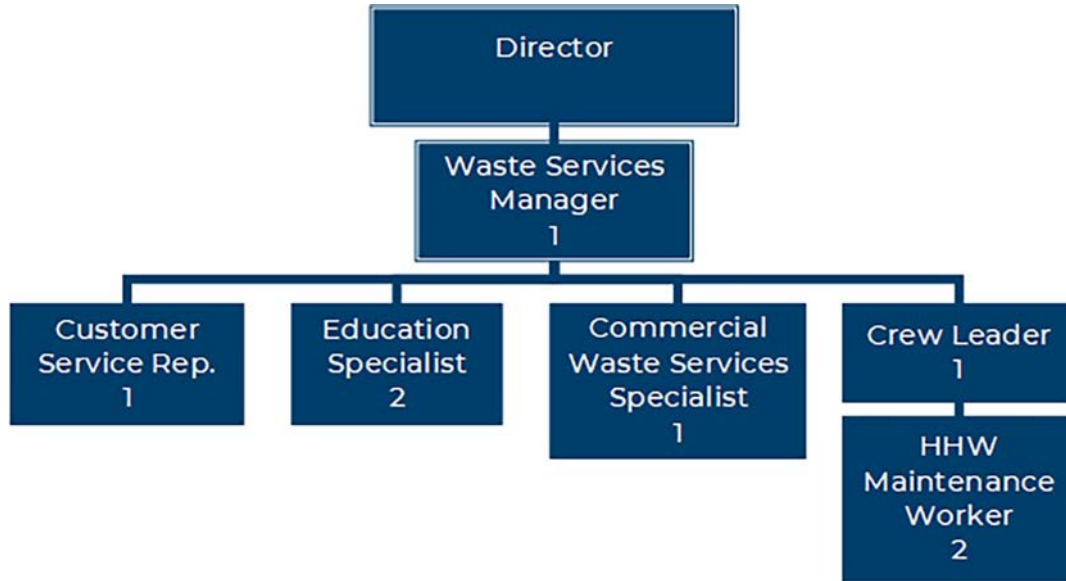 Director
Waste Services
Manager
1
Customer
Service Rep.
1
Education
Specialist
2
Commercial
Waste Services
Specialist
1
Crew Leader
1
HHW
Maintenance
Worker
2